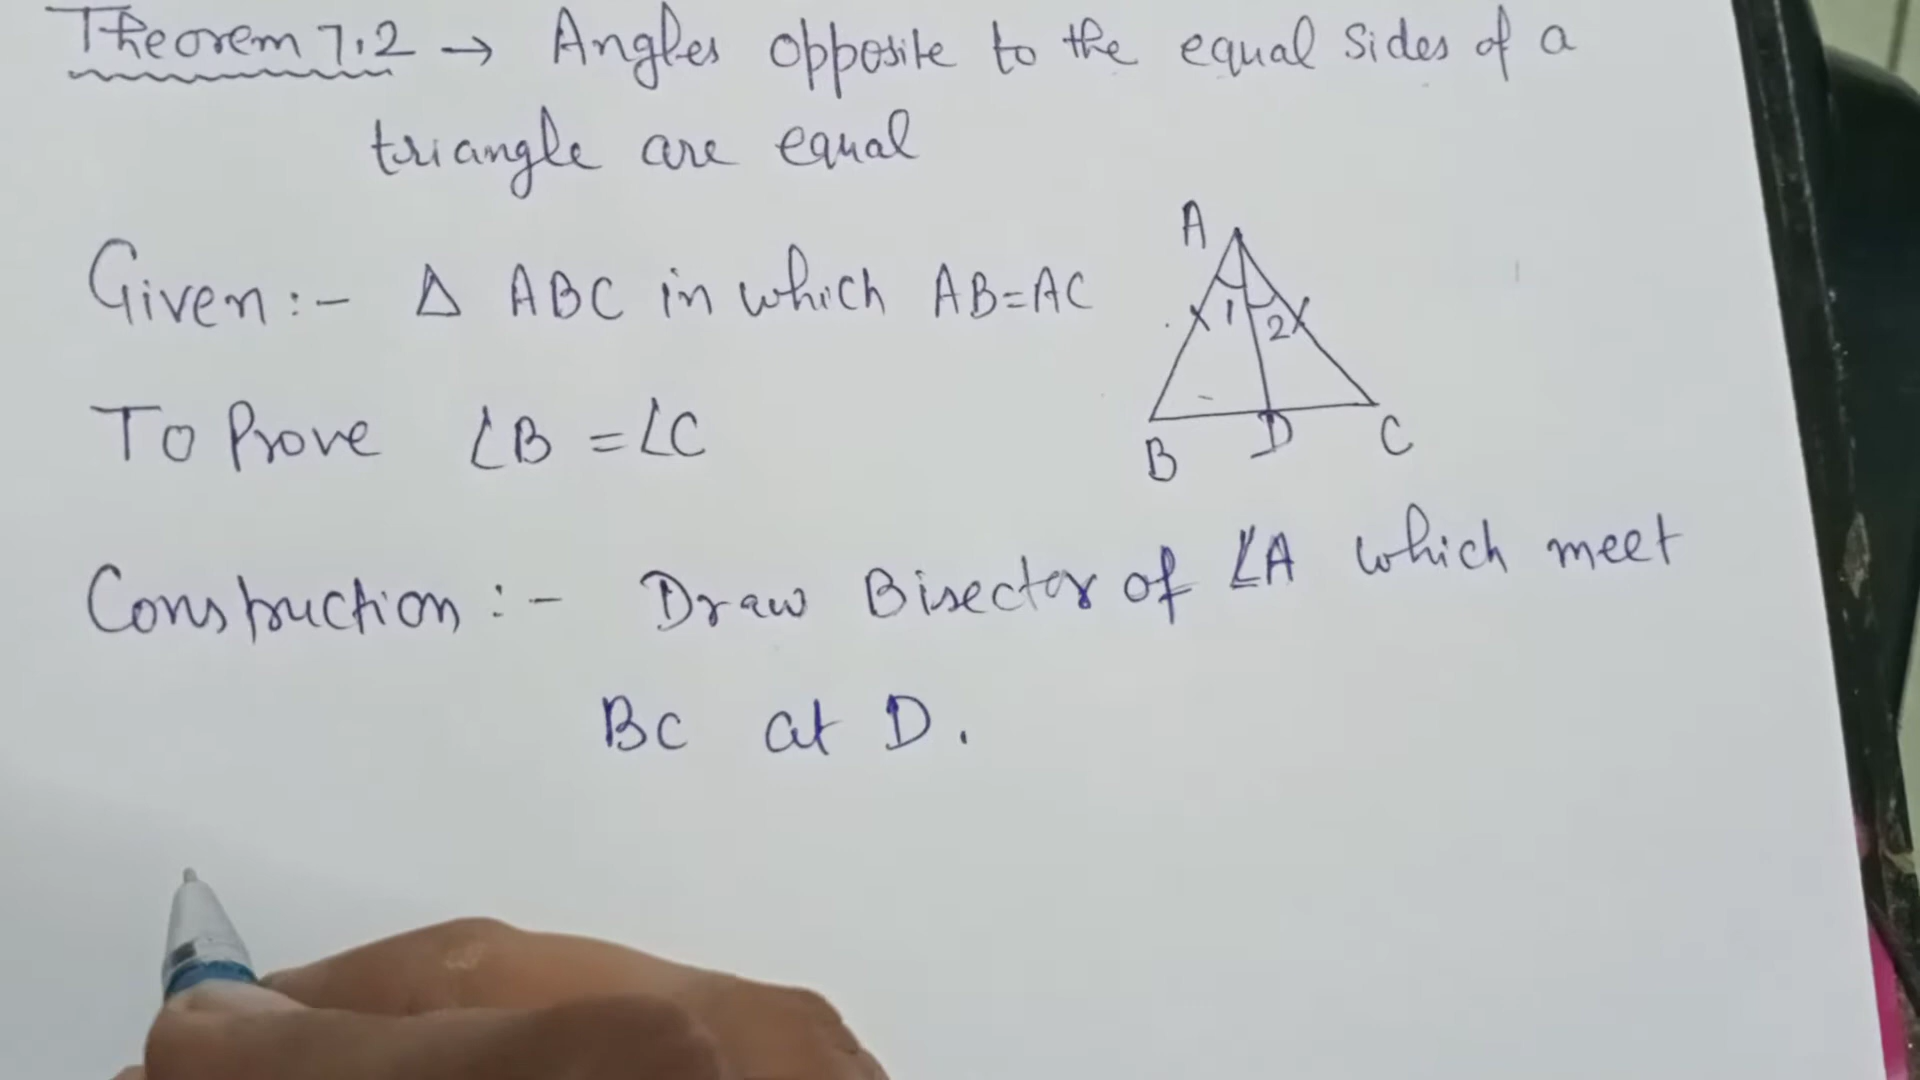 Theorem 7.2 → Angles opposite to the equal sides of a
triangle are equal
Given :- △ ABC in which AB=AC
To Prove ∠B = ∠C
A
1
2
B
D
C
Construction :- Draw Bisector of ∠A which meet
BC at D.